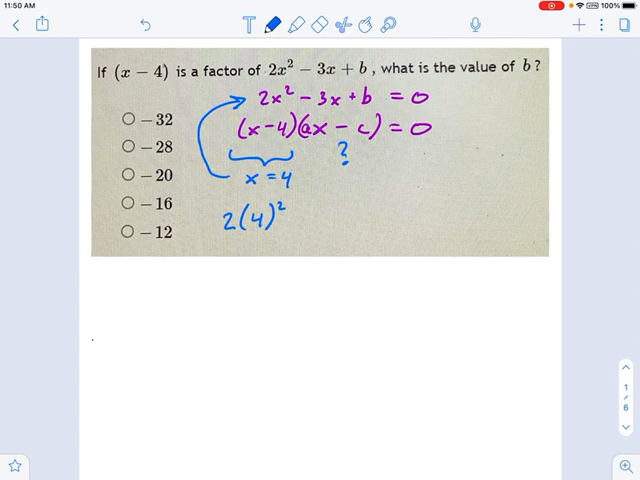 11:50 AM
100%
If (x − 4) is a factor of 2x² − 3x + b, what is the value of b?
2x² − 3x + b = 0
− 32
(x − 4)(ax − c) = 0
− 28
?
− 20
x = 4
− 16
2(4)²
− 12
1
/
6